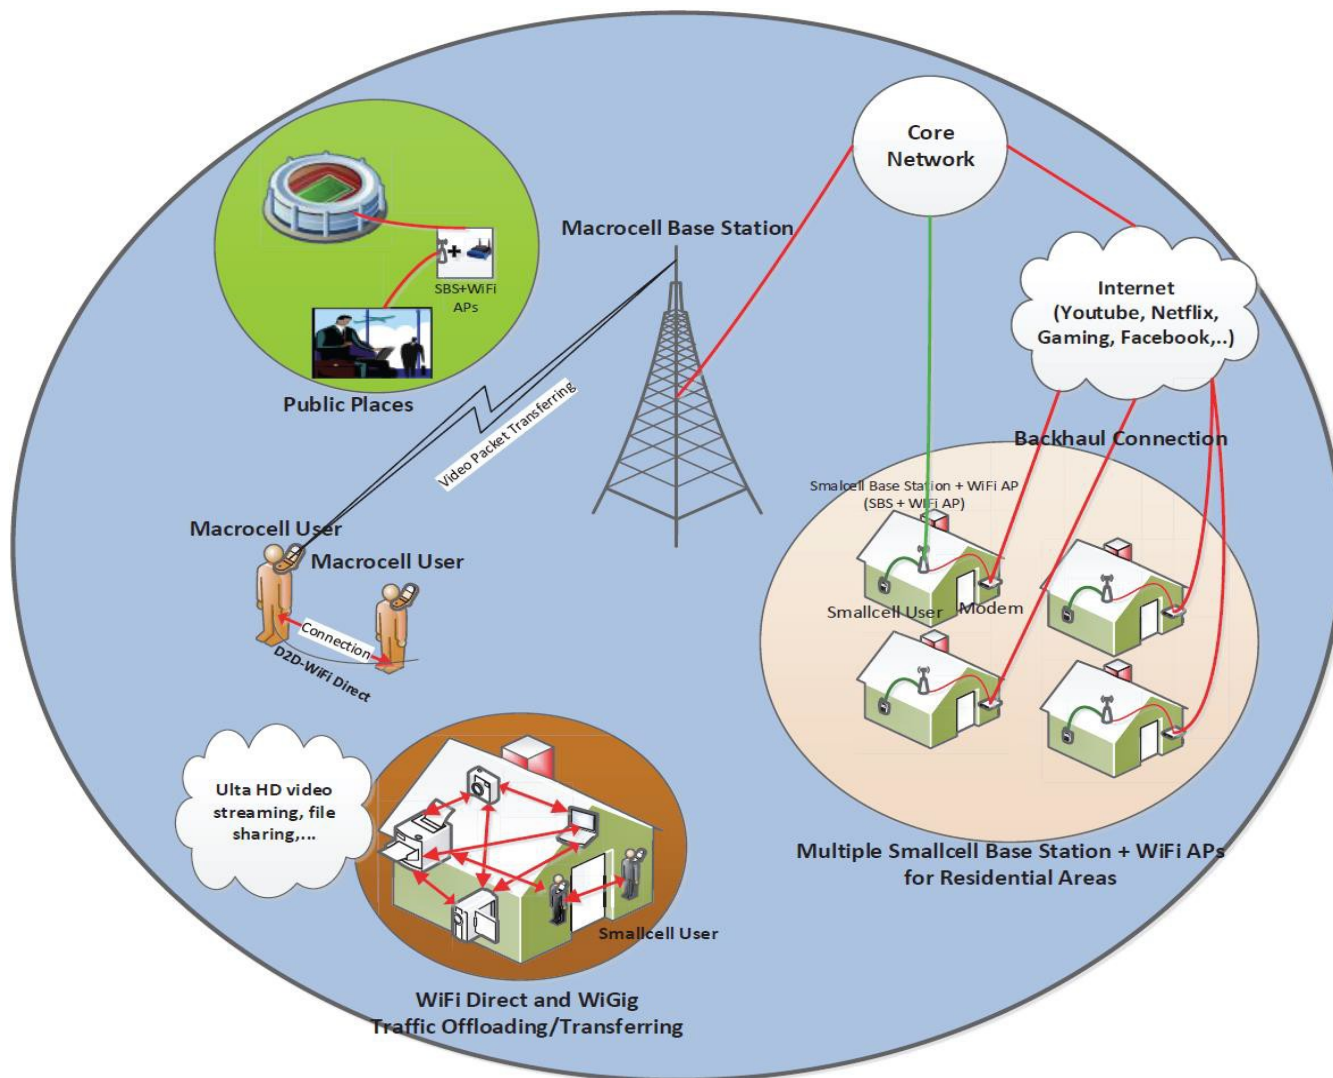 Core
Network
Macrocell Base Station
SBS+WiFi
APs
Public Places
Internet
(Youtube, Netflix,
Gaming, Facebook,..)
Video Packet Transferring
Backhaul Connection
Smalcell Base Station + WiFi AP
(SBS + WiFi AP)
Macrocell User
Macrocell User
Connection
D2D-WiFi Direct
Smallcell User
Modem
Ulta HD video
streaming, file
sharing,...
Smallcell User
Multiple Smallcell Base Station + WiFi APs
for Residential Areas
WiFi Direct and WiGig
Traffic Offloading/Transferring